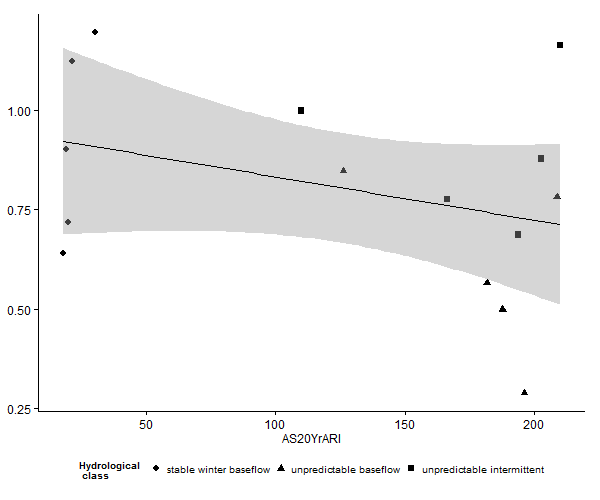 1.00
0.75
0.50
0.25
50
100
150
200
AS20YrARI
Hydrological
class
stable winter baseflow
unpredictable baseflow
unpredictable intermittent